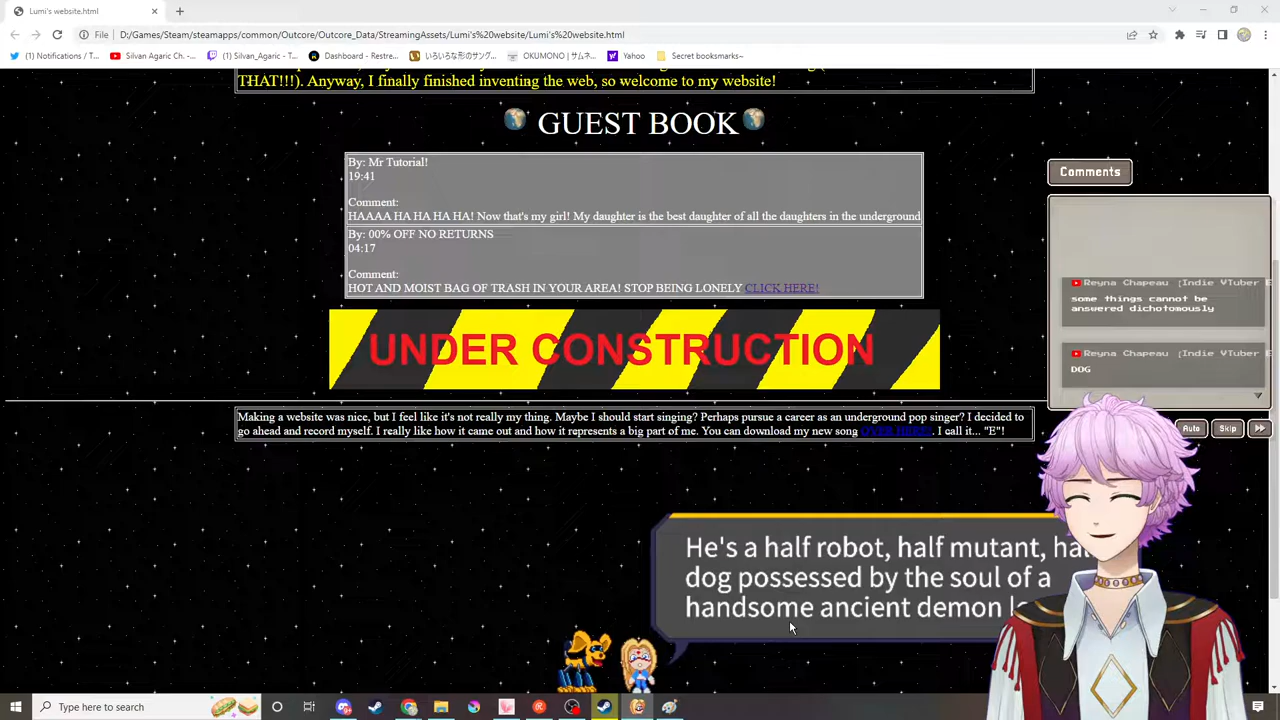 Lumi's website.html
File D:/Games/Steam/steamapps/common/Outcore/Outcore_Data/StreamingAssets/Lumi's%20website/Lumi's%20website.html
(1) Notifications / T... Silvan Agaric Ch. -... (1) Silvan_Agaric - T... Dashboard - Restre... いろいろな形のサング... OKUMONO | サムネ... Yahoo Secret booksmarks~
THAT!!!). Anyway, I finally finished inventing the web, so welcome to my website!
GUEST BOOK
By: Mr Tutorial!
19:41
Comment:
HAAAA HA HA HA HA! Now that's my girl! My daughter is the best daughter of all the daughters in the underground
By: 00% OFF NO RETURNS
04:17
Comment:
HOT AND MOIST BAG OF TRASH IN YOUR AREA! STOP BEING LONELY CLICK HERE!
UNDER CONSTRUCTION
Making a website was nice, but I feel like it's not really my thing. Maybe I should start singing? Perhaps pursue a career as an underground pop singer? I decided to
go ahead and record myself. I really like how it came out and how it represents a big part of me. You can download my new song OVER HERE!. I call it... "E"!
Comments
Reyna Chapeau [Indie VTuber E
some things cannot be
answered dichotomously
Reyna Chapeau [Indie VTuber E
DOG
Auto Skip
He's a half robot, half mutant,
dog possessed by the soul of a
handsome ancient demon
Type here to search